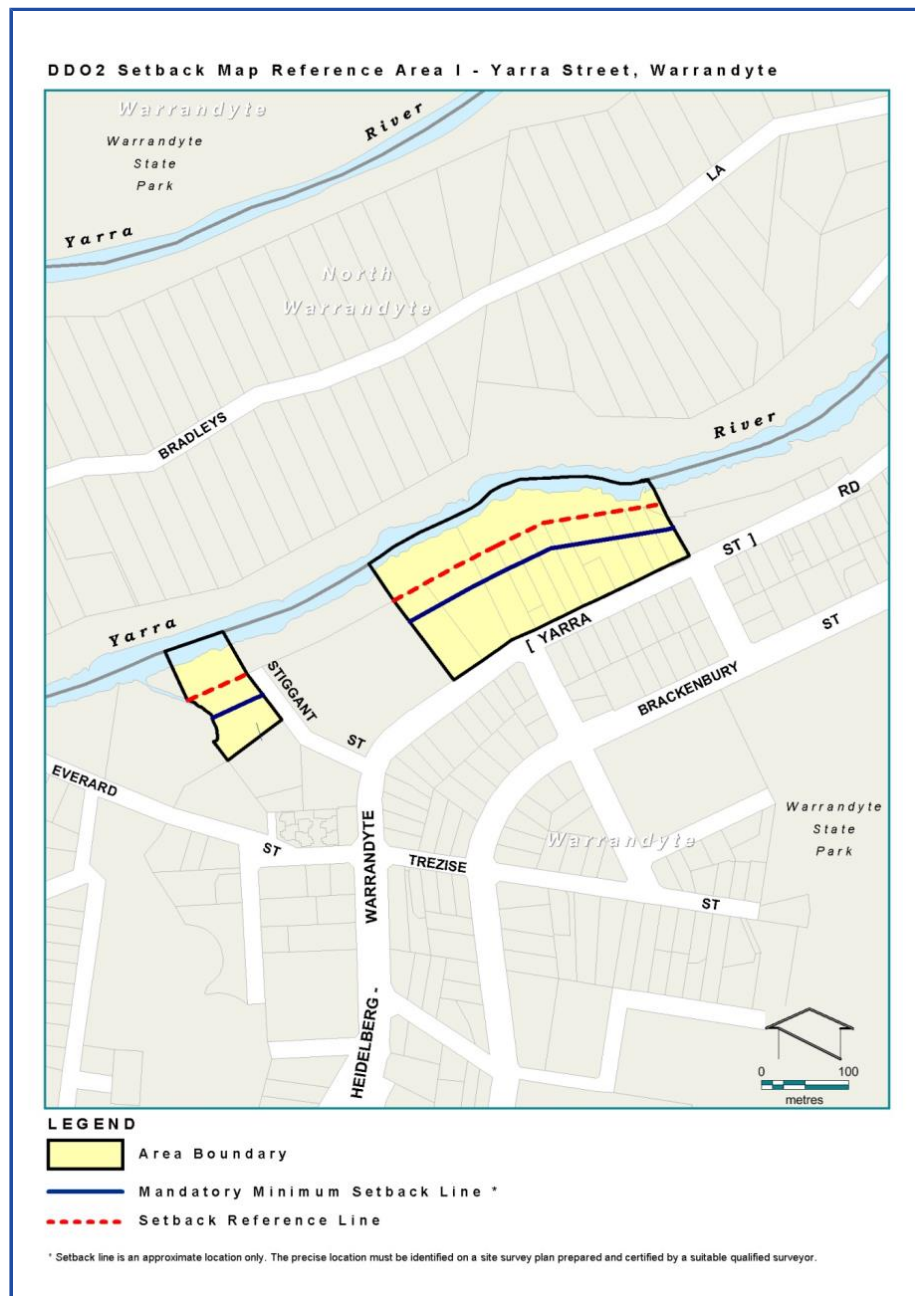 DDO2 Setback Map Reference Area I - Yarra Street, Warrandyte
Warrandyte
Warrandyte
State
Park
River
Yarra
LA
North
Warrandyte
BRADLEYS
River
RD
ST ]
[ YARRA
Yarra
STIGGANT
ST
BRACKENBURY
ST
EVERARD
ST
WARRANDYTE
TREZISE
Warrandyte
Warrandyte
State
Park
ST
HEIDELBERG -
0 100
metres
LEGEND
Area Boundary
Mandatory Minimum Setback Line *
Setback Reference Line
* Setback line is an approximate location only. The precise location must be identified on a site survey plan prepared and certified by a suitable qualified surveyor.